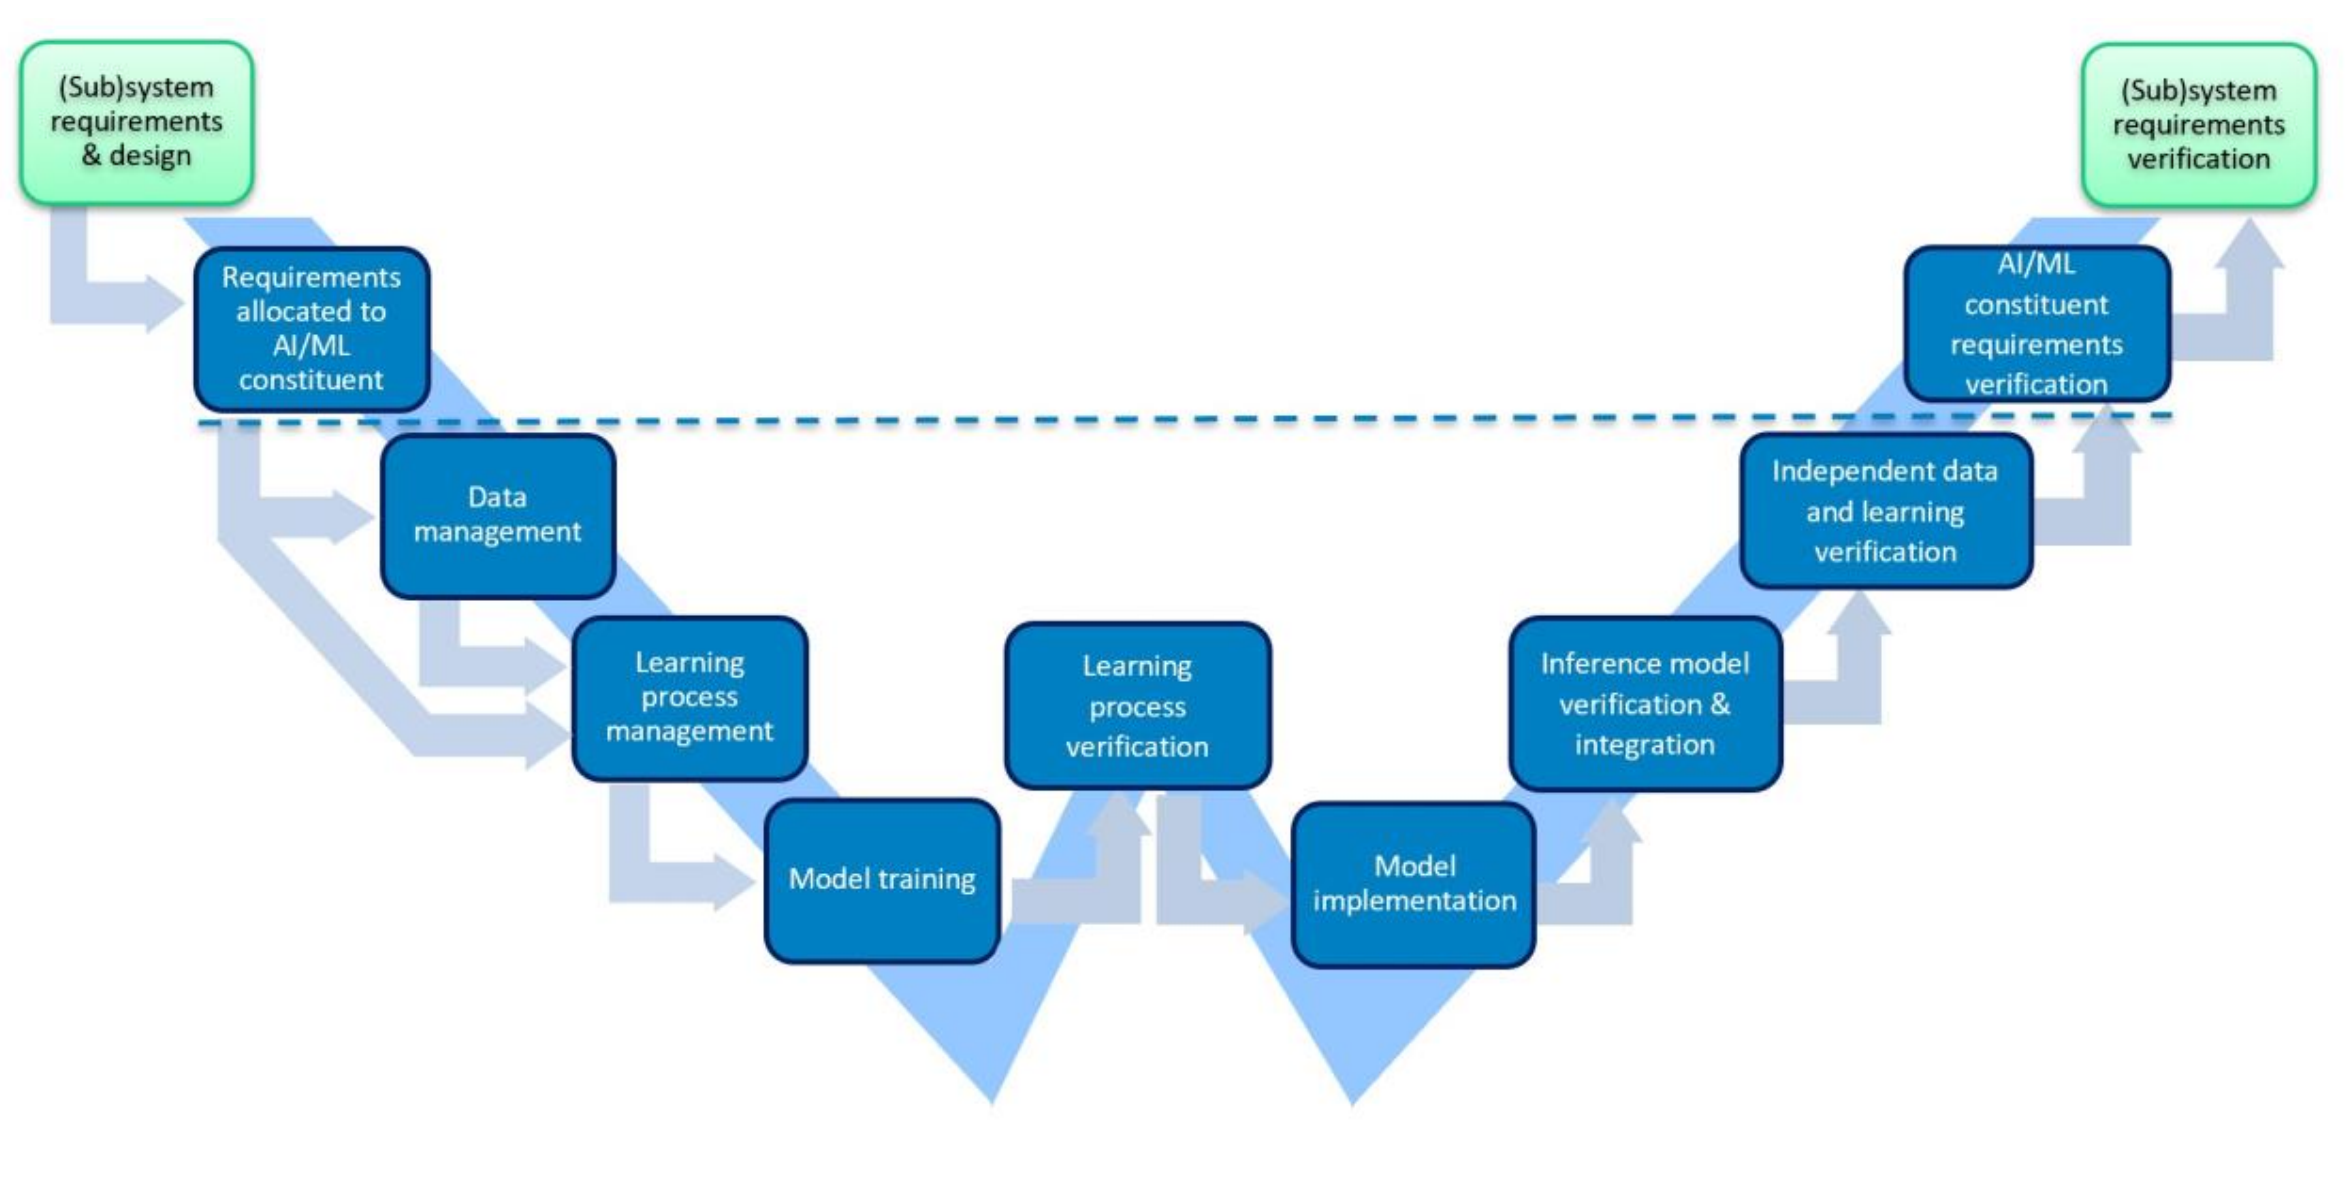 (Sub)system
requirements
& design
Requirements
allocated to
AI/ML
constituent
Data
management
Learning
process
management
Model training
Learning
process
verification
Model
implementation
Inference model
verification &
integration
Independent data
and learning
verification
AI/ML
constituent
requirements
verification
(Sub)system
requirements
verification